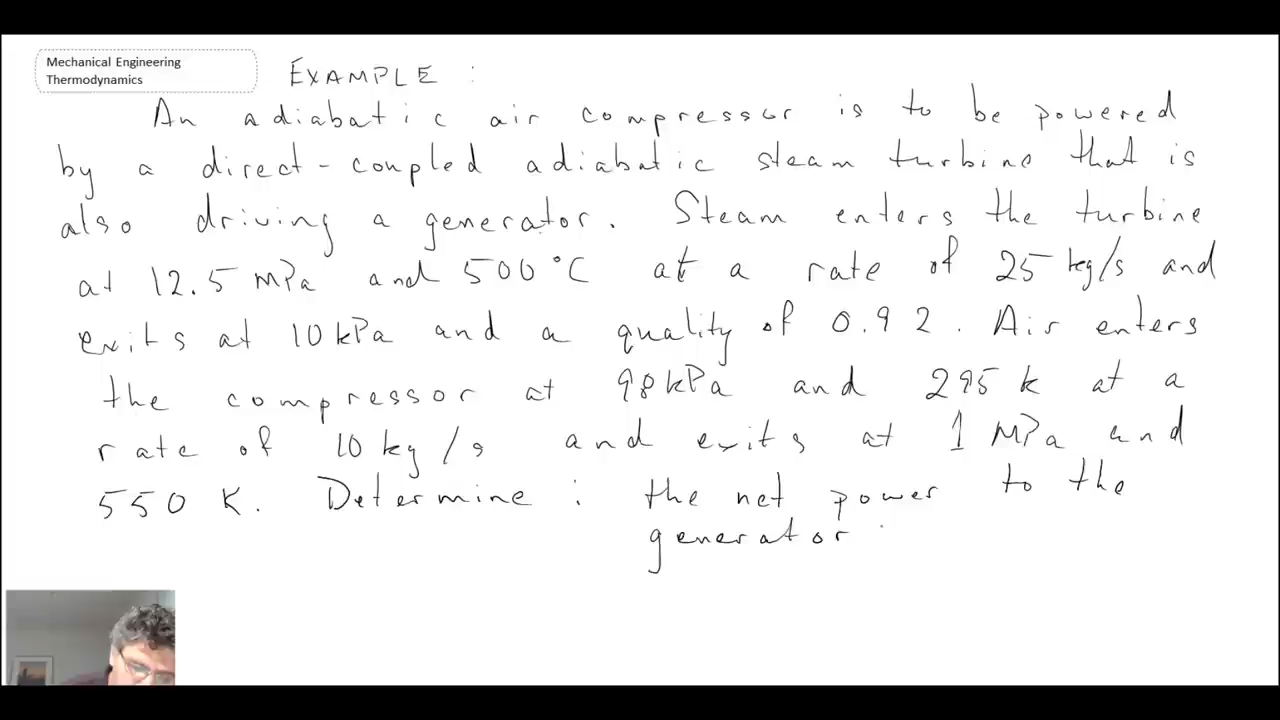 Mechanical Engineering
Thermodynamics
EXAMPLE :
An adiabatic air compressor is to be powered
by a direct-coupled adiabatic steam turbine that is
also driving a generator. Steam enters the turbine
at 12.5 MPa and 500 °C at a rate of 25 kg/s and
exits at 10 kPa and a quality of 0.92. Air enters
the compressor at 98 kPa and 295 K at a
rate of 10 kg/s and exits at 1 MPa and
550 K. Determine : the net power to the
generator.